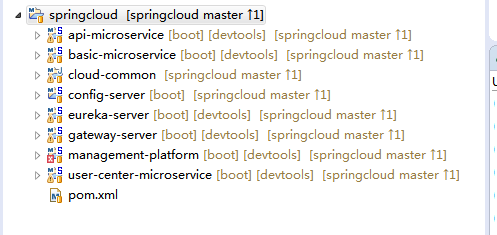 springcloud [springcloud master ↑1]
api-microservice [boot] [devtools] [springcloud master ↑1]
basic-microservice [boot] [devtools] [springcloud master ↑1]
cloud-common [springcloud master ↑1]
config-server [boot] [springcloud master ↑1]
eureka-server [boot] [devtools] [springcloud master ↑1]
gateway-server [boot] [devtools] [springcloud master ↑1]
management-platform [boot] [devtools] [springcloud master ↑1]
user-center-microservice [boot] [devtools] [springcloud master ↑1]
pom.xml